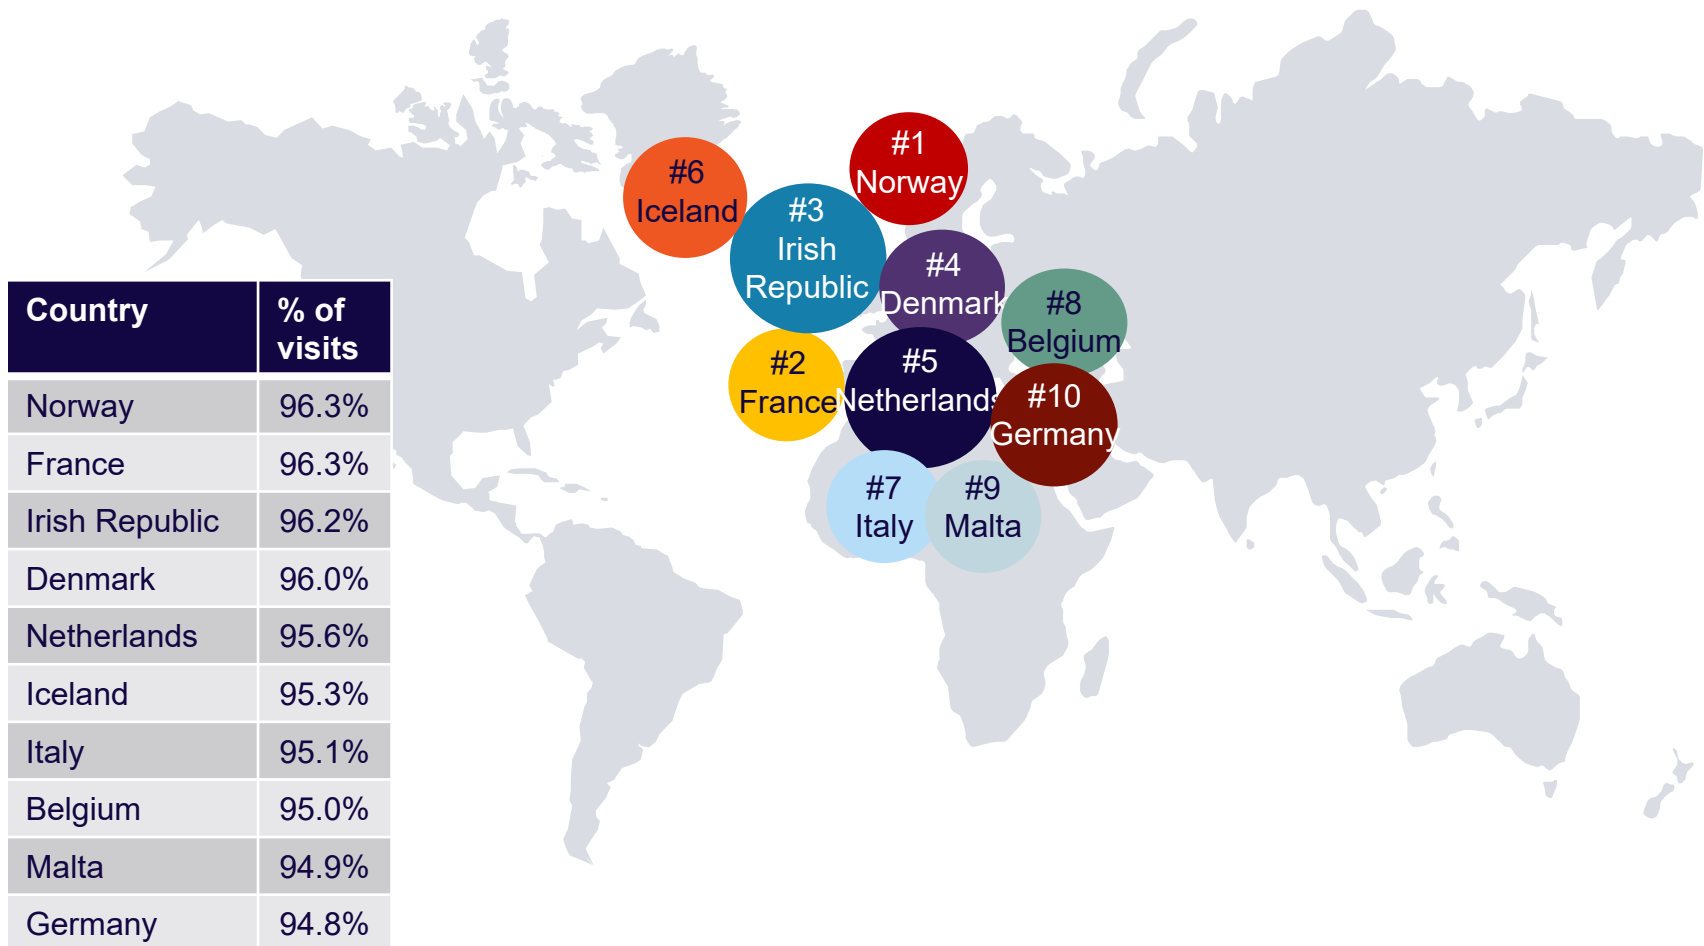 #1
Norway
#6
Iceland
#3
Irish
Republic
#4
Denmark
#8
Belgium
#2
France
#5
Netherlands
#10
Germany
#7
Italy
#9
Malta
Country % of
visits
Norway 96.3%
France 96.3%
Irish Republic 96.2%
Denmark 96.0%
Netherlands 95.6%
Iceland 95.3%
Italy 95.1%
Belgium 95.0%
Malta 94.9%
Germany 94.8%